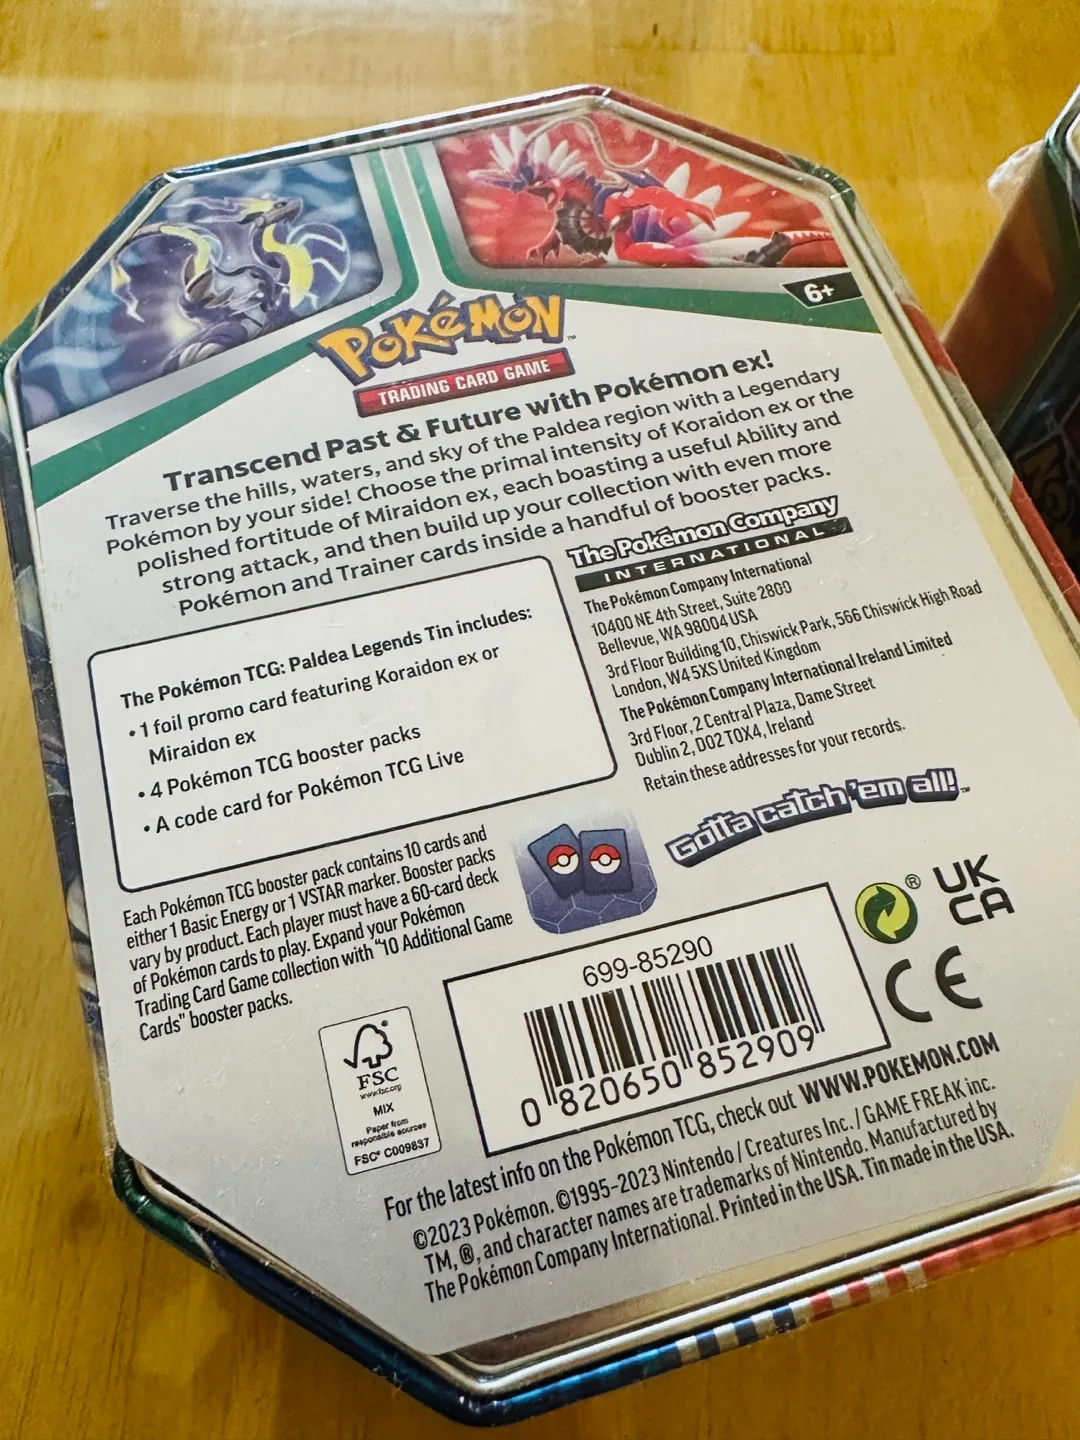 6+
POKéMON™
TRADING CARD GAME
Transcend Past & Future with Pokémon ex!
Traverse the hills, waters, and sky of the Paldea region with a Legendary
Pokémon by your side! Choose the primal intensity of Koraidon ex or the
polished fortitude of Miraidon ex, each boasting a useful Ability and
strong attack, and then build up your collection with even more
Pokémon and Trainer cards inside a handful of booster packs.
The Pokémon TCG: Paldea Legends Tin includes:
• 1 foil promo card featuring Koraidon ex or
Miraidon ex
• 4 Pokémon TCG booster packs
• A code card for Pokémon TCG Live
The Pokémon Company
INTERNATIONAL
The Pokémon Company International
10400 NE 4th Street, Suite 2800
Bellevue, WA 98004 USA
3rd Floor Building 10, Chiswick Park, 566 Chiswick High Road
London, W4 5XS United Kingdom
The Pokémon Company International Ireland Limited
3rd Floor, 2 Central Plaza, Dame Street
Dublin 2, D02 T0X4, Ireland
Retain these addresses for your records.
Gotta catch 'em all!™
Each Pokémon TCG booster pack contains 10 cards and
either 1 Basic Energy or 1 VSTAR marker. Booster packs
vary by product. Each player must have a 60-card deck
of Pokémon cards to play. Expand your Pokémon
Trading Card Game collection with "10 Additional Game
Cards" booster packs.
®
UK
CA
CE
699-85290
0 820650 852909
FSC
www.fsc.org
MIX
Paper from
responsible sources
FSC® C009837
For the latest info on the Pokémon TCG, check out WWW.POKEMON.COM
©2023 Pokémon. ©1995-2023 Nintendo / Creatures Inc. / GAME FREAK inc.
TM, ®, and character names are trademarks of Nintendo. Manufactured by
The Pokémon Company International. Printed in the USA. Tin made in the USA.